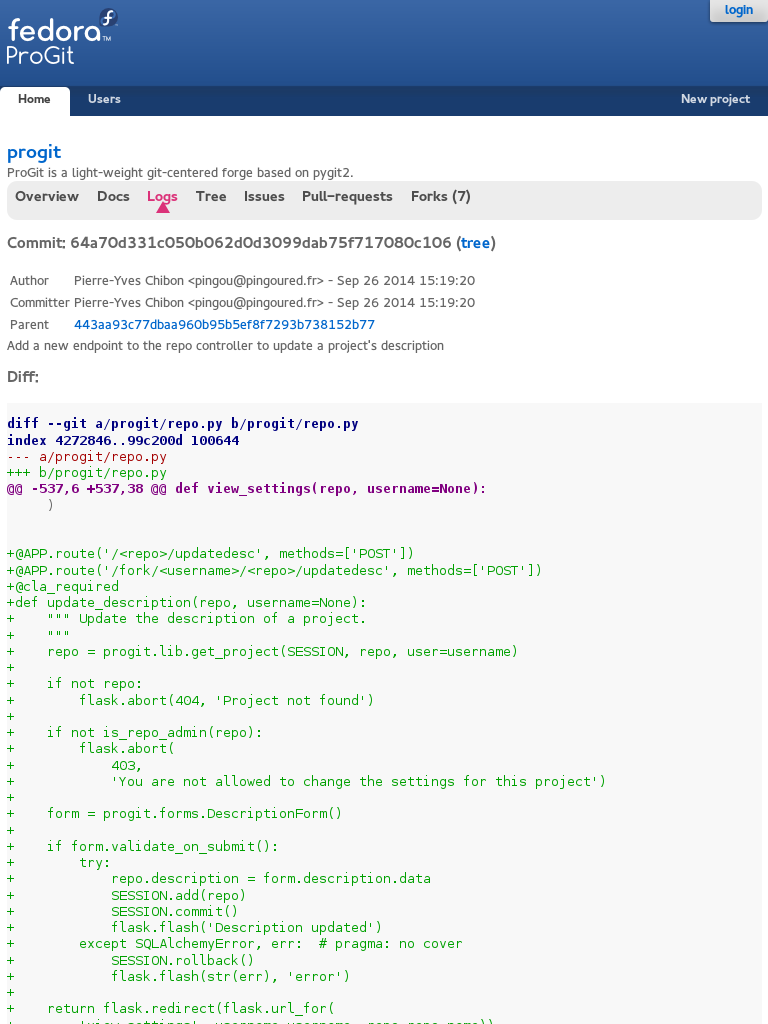 login
fedora
ProGit
Home Users New project
progit
ProGit is a light-weight git-centered forge based on pygit2.
Overview Docs Logs Tree Issues Pull-requests Forks (7)
Commit: 64a70d331c050b062d0d3099dab75f717080c106 (tree)
Author Pierre-Yves Chibon <pingou@pingoured.fr> - Sep 26 2014 15:19:20
Committer Pierre-Yves Chibon <pingou@pingoured.fr> - Sep 26 2014 15:19:20
Parent 443aa93c77dbaa960b95b5ef8f7293b738152b77
Add a new endpoint to the repo controller to update a project's description
Diff:
diff --git a/progit/repo.py b/progit/repo.py
index 4272846..99c200d 100644
--- a/progit/repo.py
+++ b/progit/repo.py
@@ -537,6 +537,38 @@ def view_settings(repo, username=None):
     )
+@APP.route('/<repo>/updatedesc', methods=['POST'])
+@APP.route('/fork/<username>/<repo>/updatedesc', methods=['POST'])
+@cla_required
+def update_description(repo, username=None):
+    """ Update the description of a project.
+    """
+    repo = progit.lib.get_project(SESSION, repo, user=username)
+
+    if not repo:
+        flask.abort(404, 'Project not found')
+
+    if not is_repo_admin(repo):
+        flask.abort(
+            403,
+            'You are not allowed to change the settings for this project')
+
+    form = progit.forms.DescriptionForm()
+
+    if form.validate_on_submit():
+        try:
+            repo.description = form.description.data
+            SESSION.add(repo)
+            SESSION.commit()
+            flask.flash('Description updated')
+        except SQLAlchemyError, err:  # pragma: no cover
+            SESSION.rollback()
+            flask.flash(str(err), 'error')
+
+    return flask.redirect(flask.url_for(